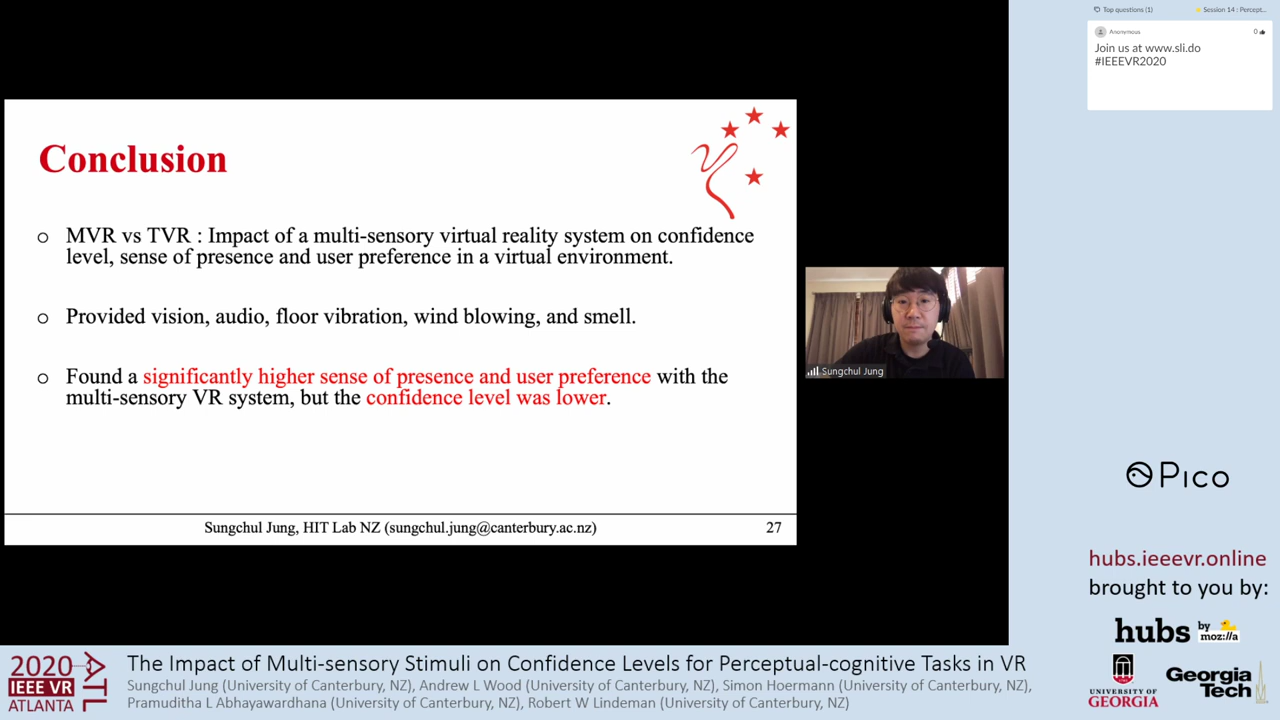 Conclusion
o MVR vs TVR : Impact of a multi-sensory virtual reality system on confidence
level, sense of presence and user preference in a virtual environment.
o Provided vision, audio, floor vibration, wind blowing, and smell.
o Found a significantly higher sense of presence and user preference with the
multi-sensory VR system, but the confidence level was lower.
Sungchul Jung, HIT Lab NZ (sungchul.jung@canterbury.ac.nz)
27
Sungchul Jung
Top questions (1)
Session 14 : Percept...
Anonymous
0
Join us at www.sli.do
#IEEEVR2020
Pico
hubs.ieeevr.online
brought to you by:
hubs by
moz://a
UNIVERSITY OF
GEORGIA
Georgia
Tech
2020
IEEE VR
ATLANTA
ATL
The Impact of Multi-sensory Stimuli on Confidence Levels for Perceptual-cognitive Tasks in VR
Sungchul Jung (University of Canterbury, NZ), Andrew L Wood (University of Canterbury, NZ), Simon Hoermann (University of Canterbury, NZ),
Pramuditha L Abhayawardhana (University of Canterbury, NZ), Robert W Lindeman (University of Canterbury, NZ)